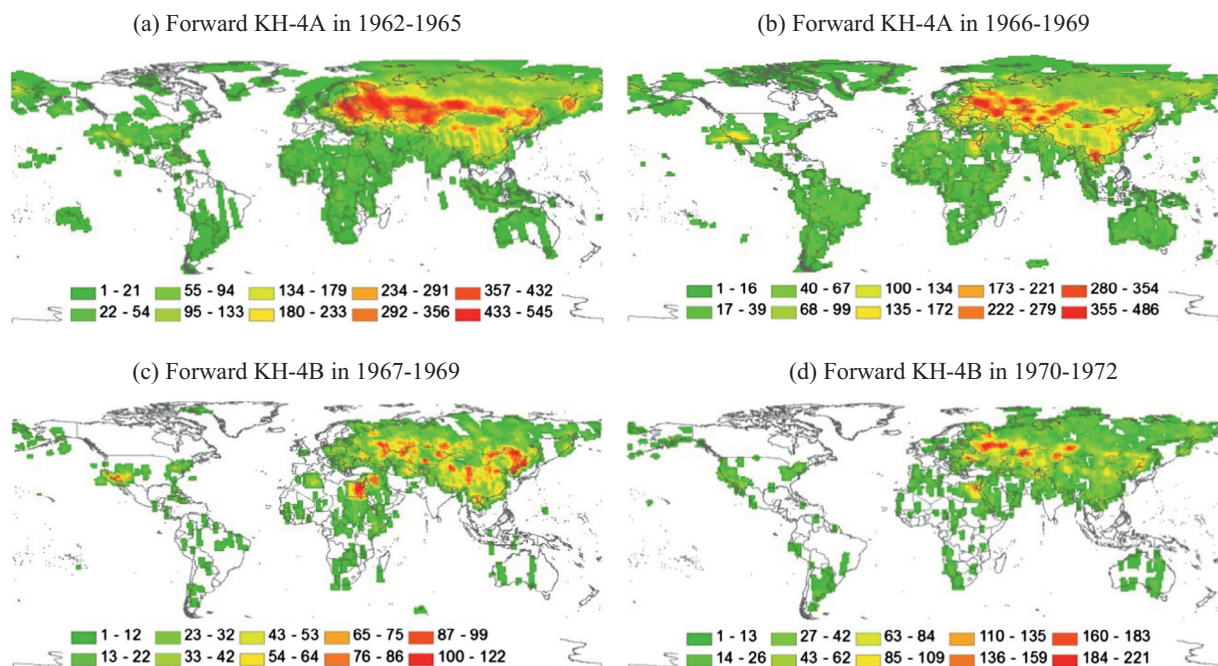 (a) Forward KH-4A in 1962-1965
(b) Forward KH-4A in 1966-1969
1 - 21 55 - 94 134 - 179 234 - 291 357 - 432
22 - 54 95 - 133 180 - 233 292 - 356 433 - 545
1 - 16 40 - 67 100 - 134 173 - 221 280 - 354
17 - 39 68 - 99 135 - 172 222 - 279 355 - 486
(c) Forward KH-4B in 1967-1969
(d) Forward KH-4B in 1970-1972
1 - 12 23 - 32 43 - 53 65 - 75 87 - 99
13 - 22 33 - 42 54 - 64 76 - 86 100 - 122
1 - 13 27 - 42 63 - 84 110 - 135 160 - 183
14 - 26 43 - 62 85 - 109 136 - 159 184 - 221